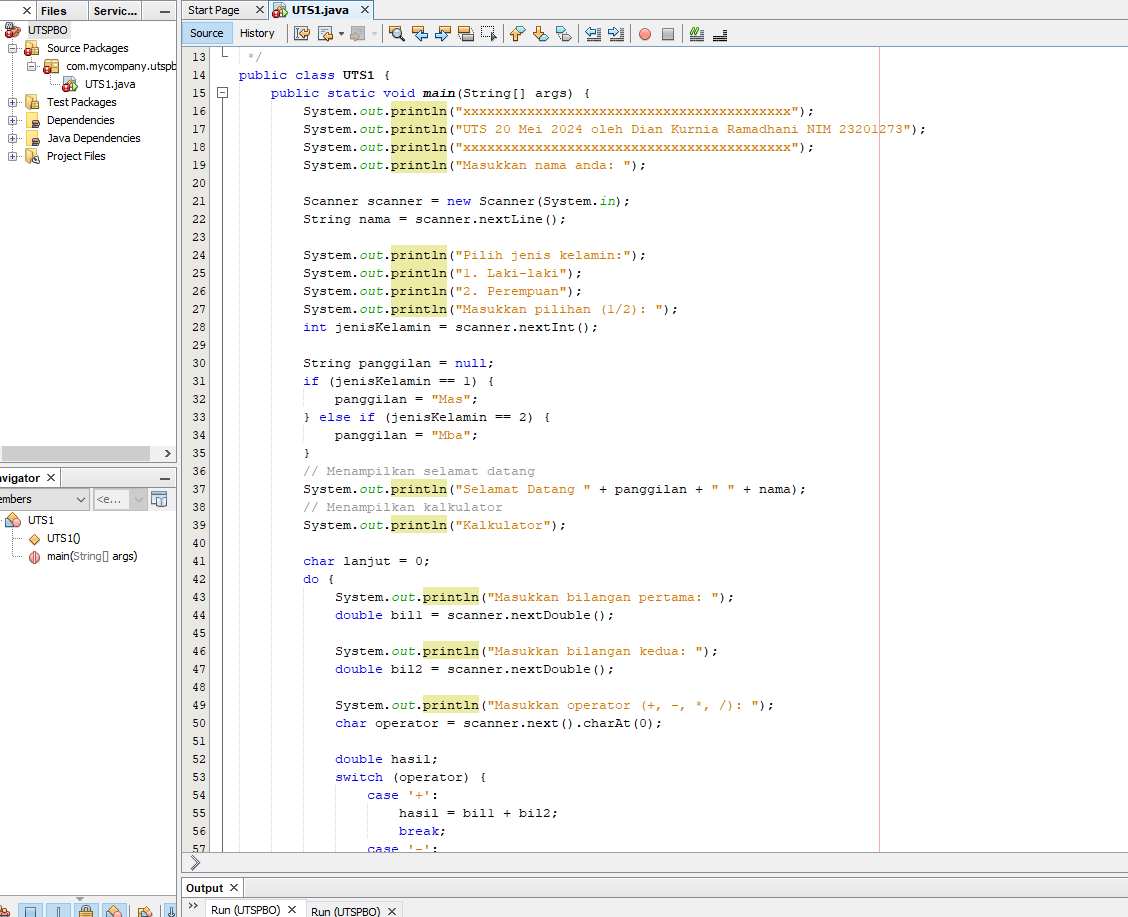 Files
Servic...
Start Page
UTS1.java
Source
History
UTSPBO
Source Packages
com.mycompany.utspb
UTS1.java
Test Packages
Dependencies
Java Dependencies
Project Files
avigator
embers
<e...
UTS1
UTS1()
main(String[] args)
13 */
14 public class UTS1 {
15 public static void main(String[] args) {
16 System.out.println("xxxxxxxxxxxxxxxxxxxxxxxxxxxxxxxxxxxxxxxxx");
17 System.out.println("UTS 20 Mei 2024 oleh Dian Kurnia Ramadhani NIM 23201273");
18 System.out.println("xxxxxxxxxxxxxxxxxxxxxxxxxxxxxxxxxxxxxxxxx");
19 System.out.println("Masukkan nama anda: ");
20
21 Scanner scanner = new Scanner(System.in);
22 String nama = scanner.nextLine();
23
24 System.out.println("Pilih jenis kelamin:");
25 System.out.println("1. Laki-laki");
26 System.out.println("2. Perempuan");
27 System.out.println("Masukkan pilihan (1/2): ");
28 int jenisKelamin = scanner.nextInt();
29
30 String panggilan = null;
31 if (jenisKelamin == 1) {
32 panggilan = "Mas";
33 } else if (jenisKelamin == 2) {
34 panggilan = "Mba";
35 }
36 // Menampilkan selamat datang
37 System.out.println("Selamat Datang " + panggilan + " " + nama);
38 // Menampilkan kalkulator
39 System.out.println("Kalkulator");
40
41 char lanjut = 0;
42 do {
43 System.out.println("Masukkan bilangan pertama: ");
44 double bil1 = scanner.nextDouble();
45
46 System.out.println("Masukkan bilangan kedua: ");
47 double bil2 = scanner.nextDouble();
48
49 System.out.println("Masukkan operator (+, -, *, /): ");
50 char operator = scanner.next().charAt(0);
51
52 double hasil;
53 switch (operator) {
54 case '+':
55 hasil = bil1 + bil2;
56 break;
57 case '-':
Output
Run (UTSPBO)
Run (UTSPBO)